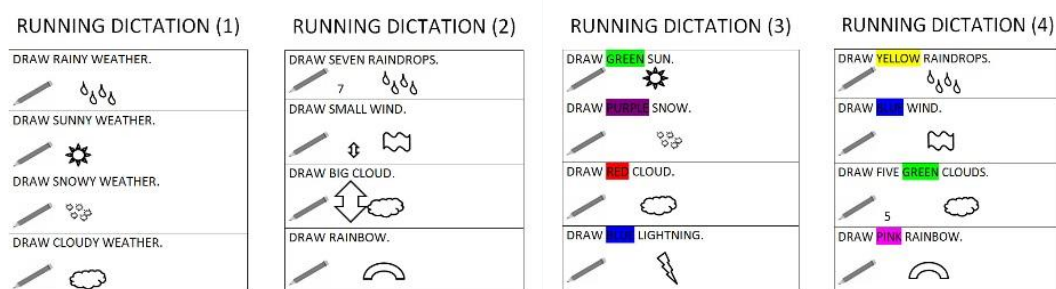 RUNNING DICTATION (1)
DRAW RAINY WEATHER.
DRAW SUNNY WEATHER.
DRAW SNOWY WEATHER.
DRAW CLOUDY WEATHER.
RUNNING DICTATION (2)
DRAW SEVEN RAINDROPS.
7
DRAW SMALL WIND.
DRAW BIG CLOUD.
DRAW RAINBOW.
RUNNING DICTATION (3)
DRAW GREEN SUN.
DRAW PURPLE SNOW.
DRAW RED CLOUD.
DRAW BLUE LIGHTNING.
RUNNING DICTATION (4)
DRAW YELLOW RAINDROPS.
DRAW BLUE WIND.
DRAW FIVE GREEN CLOUDS.
5
DRAW PINK RAINBOW.